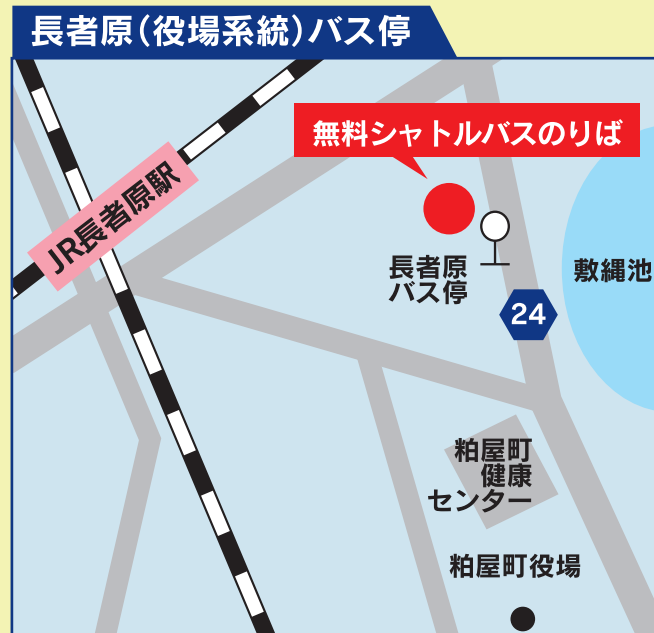 長者原(役場系統)バス停
無料シャトルバスのりば
JR長者原駅
長者原
バス停
敷縄池
24
粕屋町
健康
センター
粕屋町役場